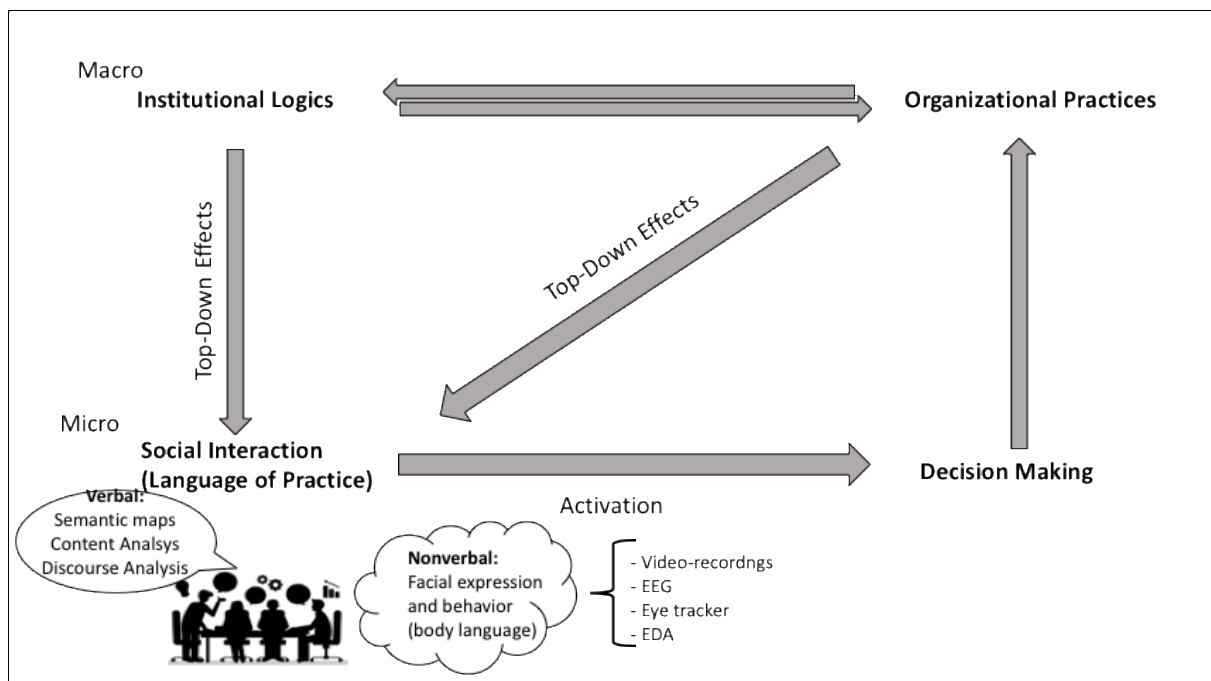 Macro
Institutional Logics
Organizational Practices
Top-Down Effects
Top-Down Effects
Micro
Social Interaction
(Language of Practice)
Decision Making
Activation
Verbal:
Semantic maps
Content Analsys
Discourse Analysis
Nonverbal:
Facial expression
and behavior
(body language)
- Video-recordngs
- EEG
- Eye tracker
- EDA